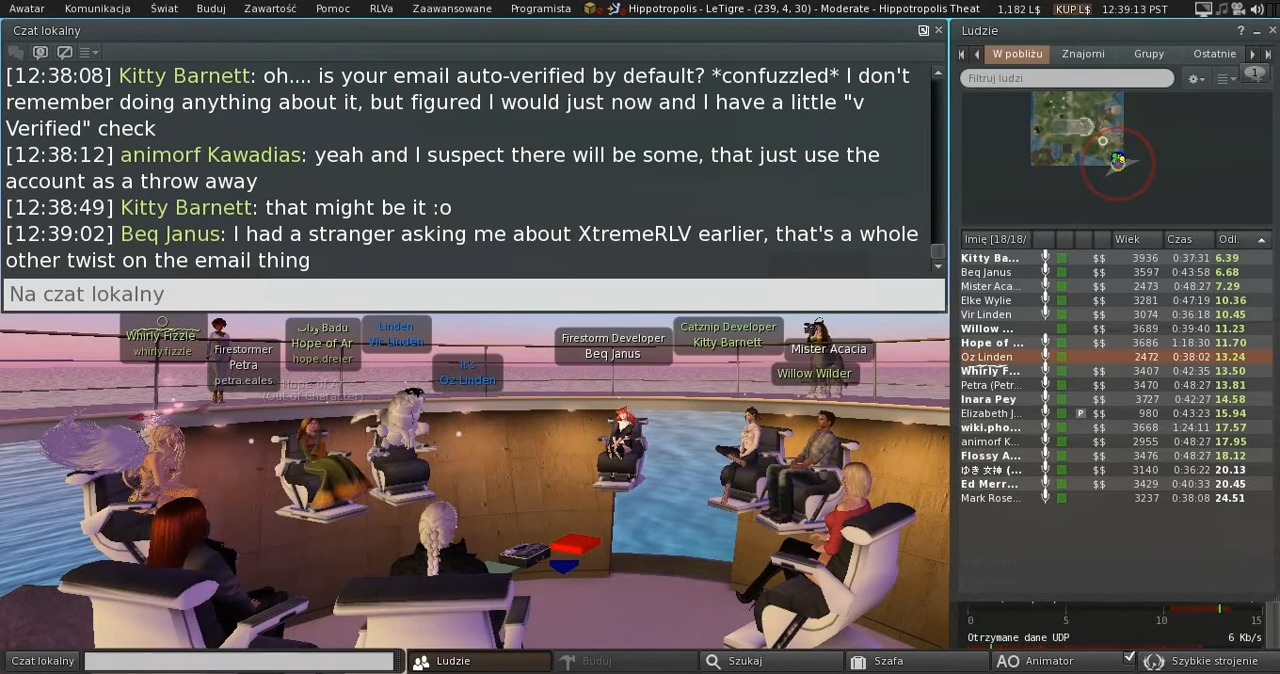 Awatar Komunikacja Świat Buduj Zawartość Pomoc RLVa Zaawansowane Programista Hippotropolis - LeTigre - (239, 4, 30) - Moderate - Hippotropolis Theat 1,182 L$ KUP L$ 12:39:13 PST
Czat lokalny
[12:38:08] Kitty Barnett: oh.... is your email auto-verified by default? *confuzzled* I don't
remember doing anything about it, but figured I would just now and I have a little "v
Verified" check
[12:38:12] animorf Kawadias: yeah and I suspect there will be some, that just use the
account as a throw away
[12:38:49] Kitty Barnett: that might be it :o
[12:39:02] Beq Janus: I had a stranger asking me about XtremeRLV earlier, that's a whole
other twist on the email thing
Na czat lokalny
Whirly Fizzle
whirly.fizzle
Firestormer
Petra
petra.eales
وداب Badu
Hope of Ar
hope.dreier
Hope of A
(Out of Character)
Linden
Vir Linden
It's
Oz Linden
Firestorm Developer
Beq Janus
Catznip Developer
Kitty Barnett
Mister Acacia
Willow Wilder
Ludzie
W pobliżu Znajomi Grupy Ostatnie
Filtruj ludzi
1
Imię [18/18/ Wiek Czas Odl.
Kitty Ba... $$ 3936 0:37:31 6.39
Beq Janus $$ 3597 0:43:58 6.68
Mister Aca... $$ 2473 0:48:27 7.29
Elke Wylie $$ 3281 0:47:19 10.36
Vir Linden $$ 3074 0:36:18 10.45
Willow ... $$ 3689 0:39:40 11.23
Hope of ... $$ 3686 1:18:30 11.70
Oz Linden $$ 2472 0:38:02 13.24
Whirly F... $$ 3407 0:42:35 13.50
Petra (Petr... $$ 3470 0:48:27 13.81
Inara Pey $$ 3727 0:42:27 14.58
Elizabeth J... P $$ 980 0:43:23 15.94
wiki.pho... $$ 3668 1:24:11 17.57
animorf K... $$ 2955 0:48:27 17.95
Flossy A... $$ 3476 0:48:27 18.12
ゆき 女神 (... $$ 3140 0:36:22 20.13
Ed Merr... $$ 3429 0:40:33 20.45
Mark Rose... 3237 0:38:08 24.51
0 5 10 15
Otrzymane dane UDP 6 Kb/s
Czat lokalny Ludzie Buduj Szukaj Szafa AO Animator Szybkie strojenie